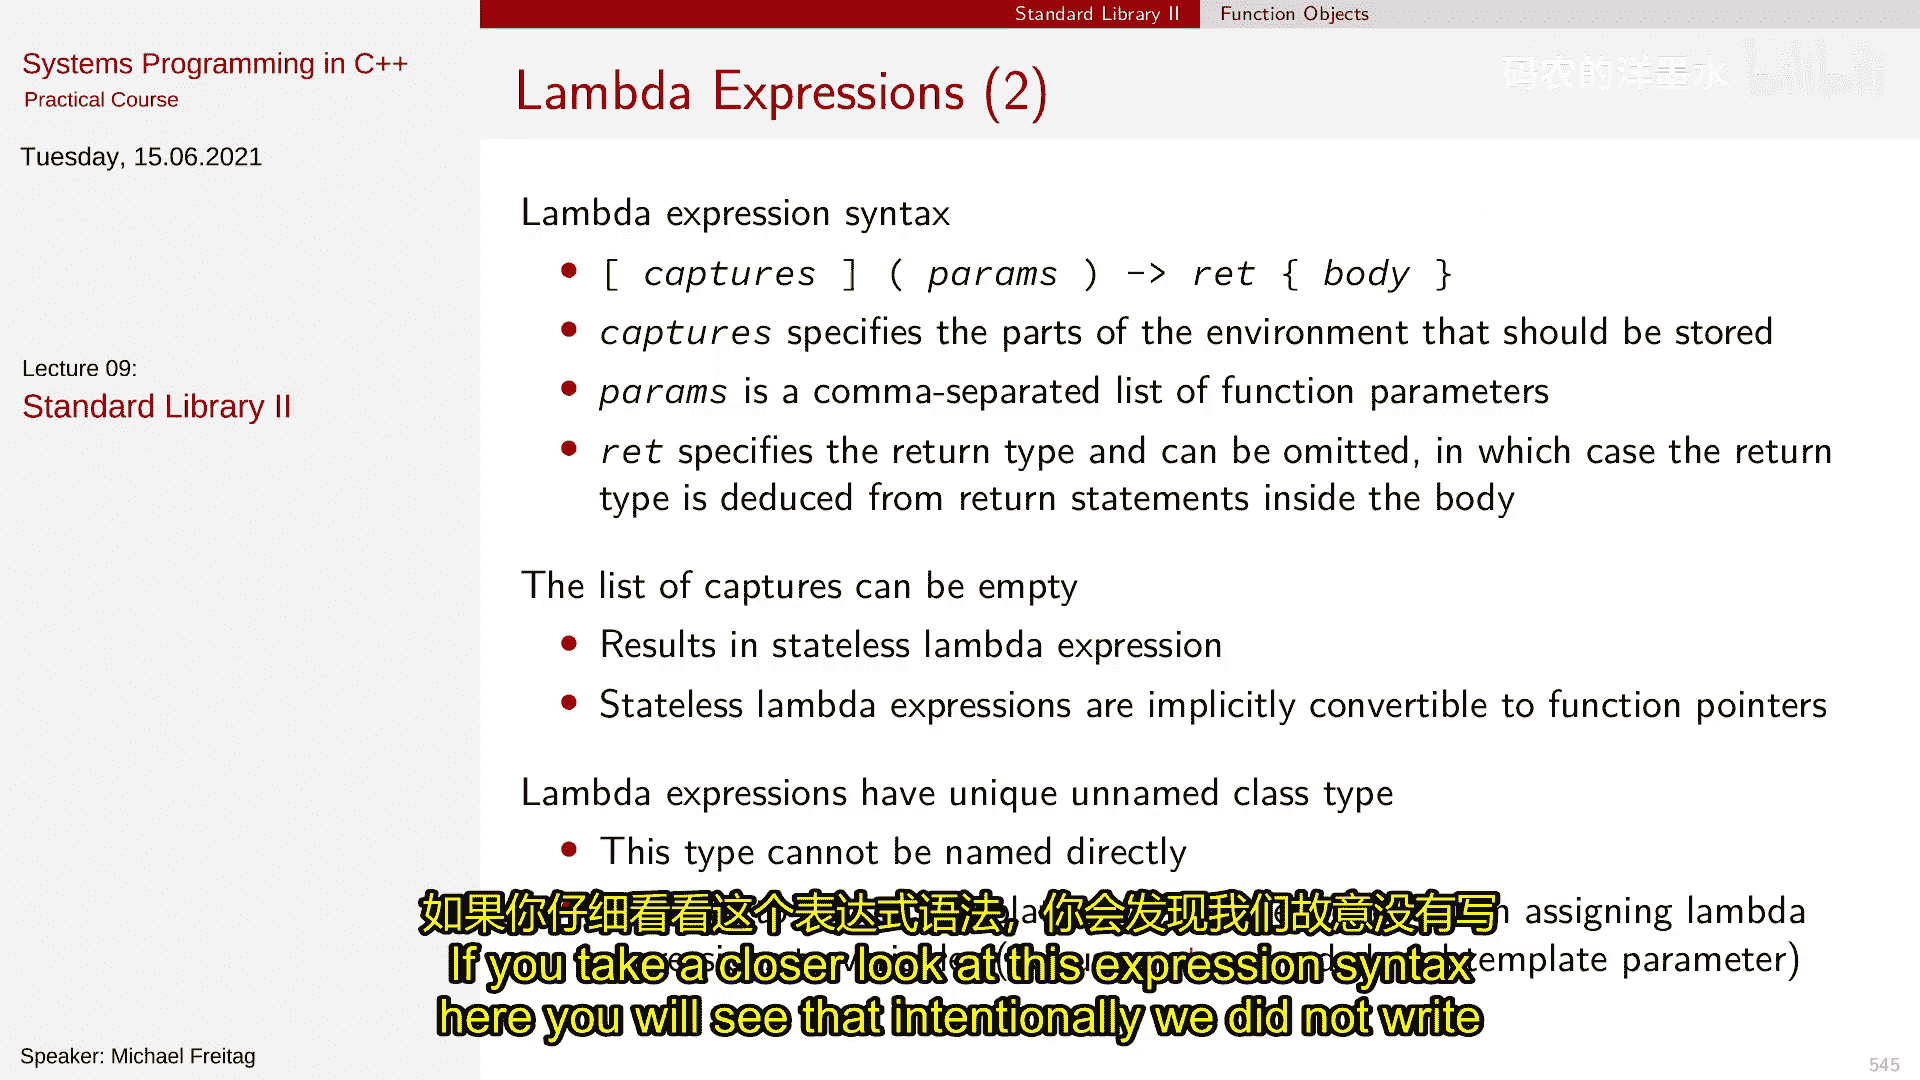 Standard Library II
Function Objects
Systems Programming in C++
Practical Course
Lambda Expressions (2)
码农的洋墨水
Tuesday, 15.06.2021
Lambda expression syntax
[ captures ] ( params ) -> ret { body }
captures specifies the parts of the environment that should be stored
Lecture 09:
params is a comma-separated list of function parameters
Standard Library II
ret specifies the return type and can be omitted, in which case the return
type is deduced from return statements inside the body
The list of captures can be empty
Results in stateless lambda expression
Stateless lambda expressions are implicitly convertible to function pointers
Lambda expressions have unique unnamed class type
This type cannot be named directly
assigning lambda
template parameter)
如果你仔细看看这个表达式语法，你会发现我们故意没有写
If you take a closer look at this expression syntax
here you will see that intentionally we did not write
Speaker: Michael Freitag
545